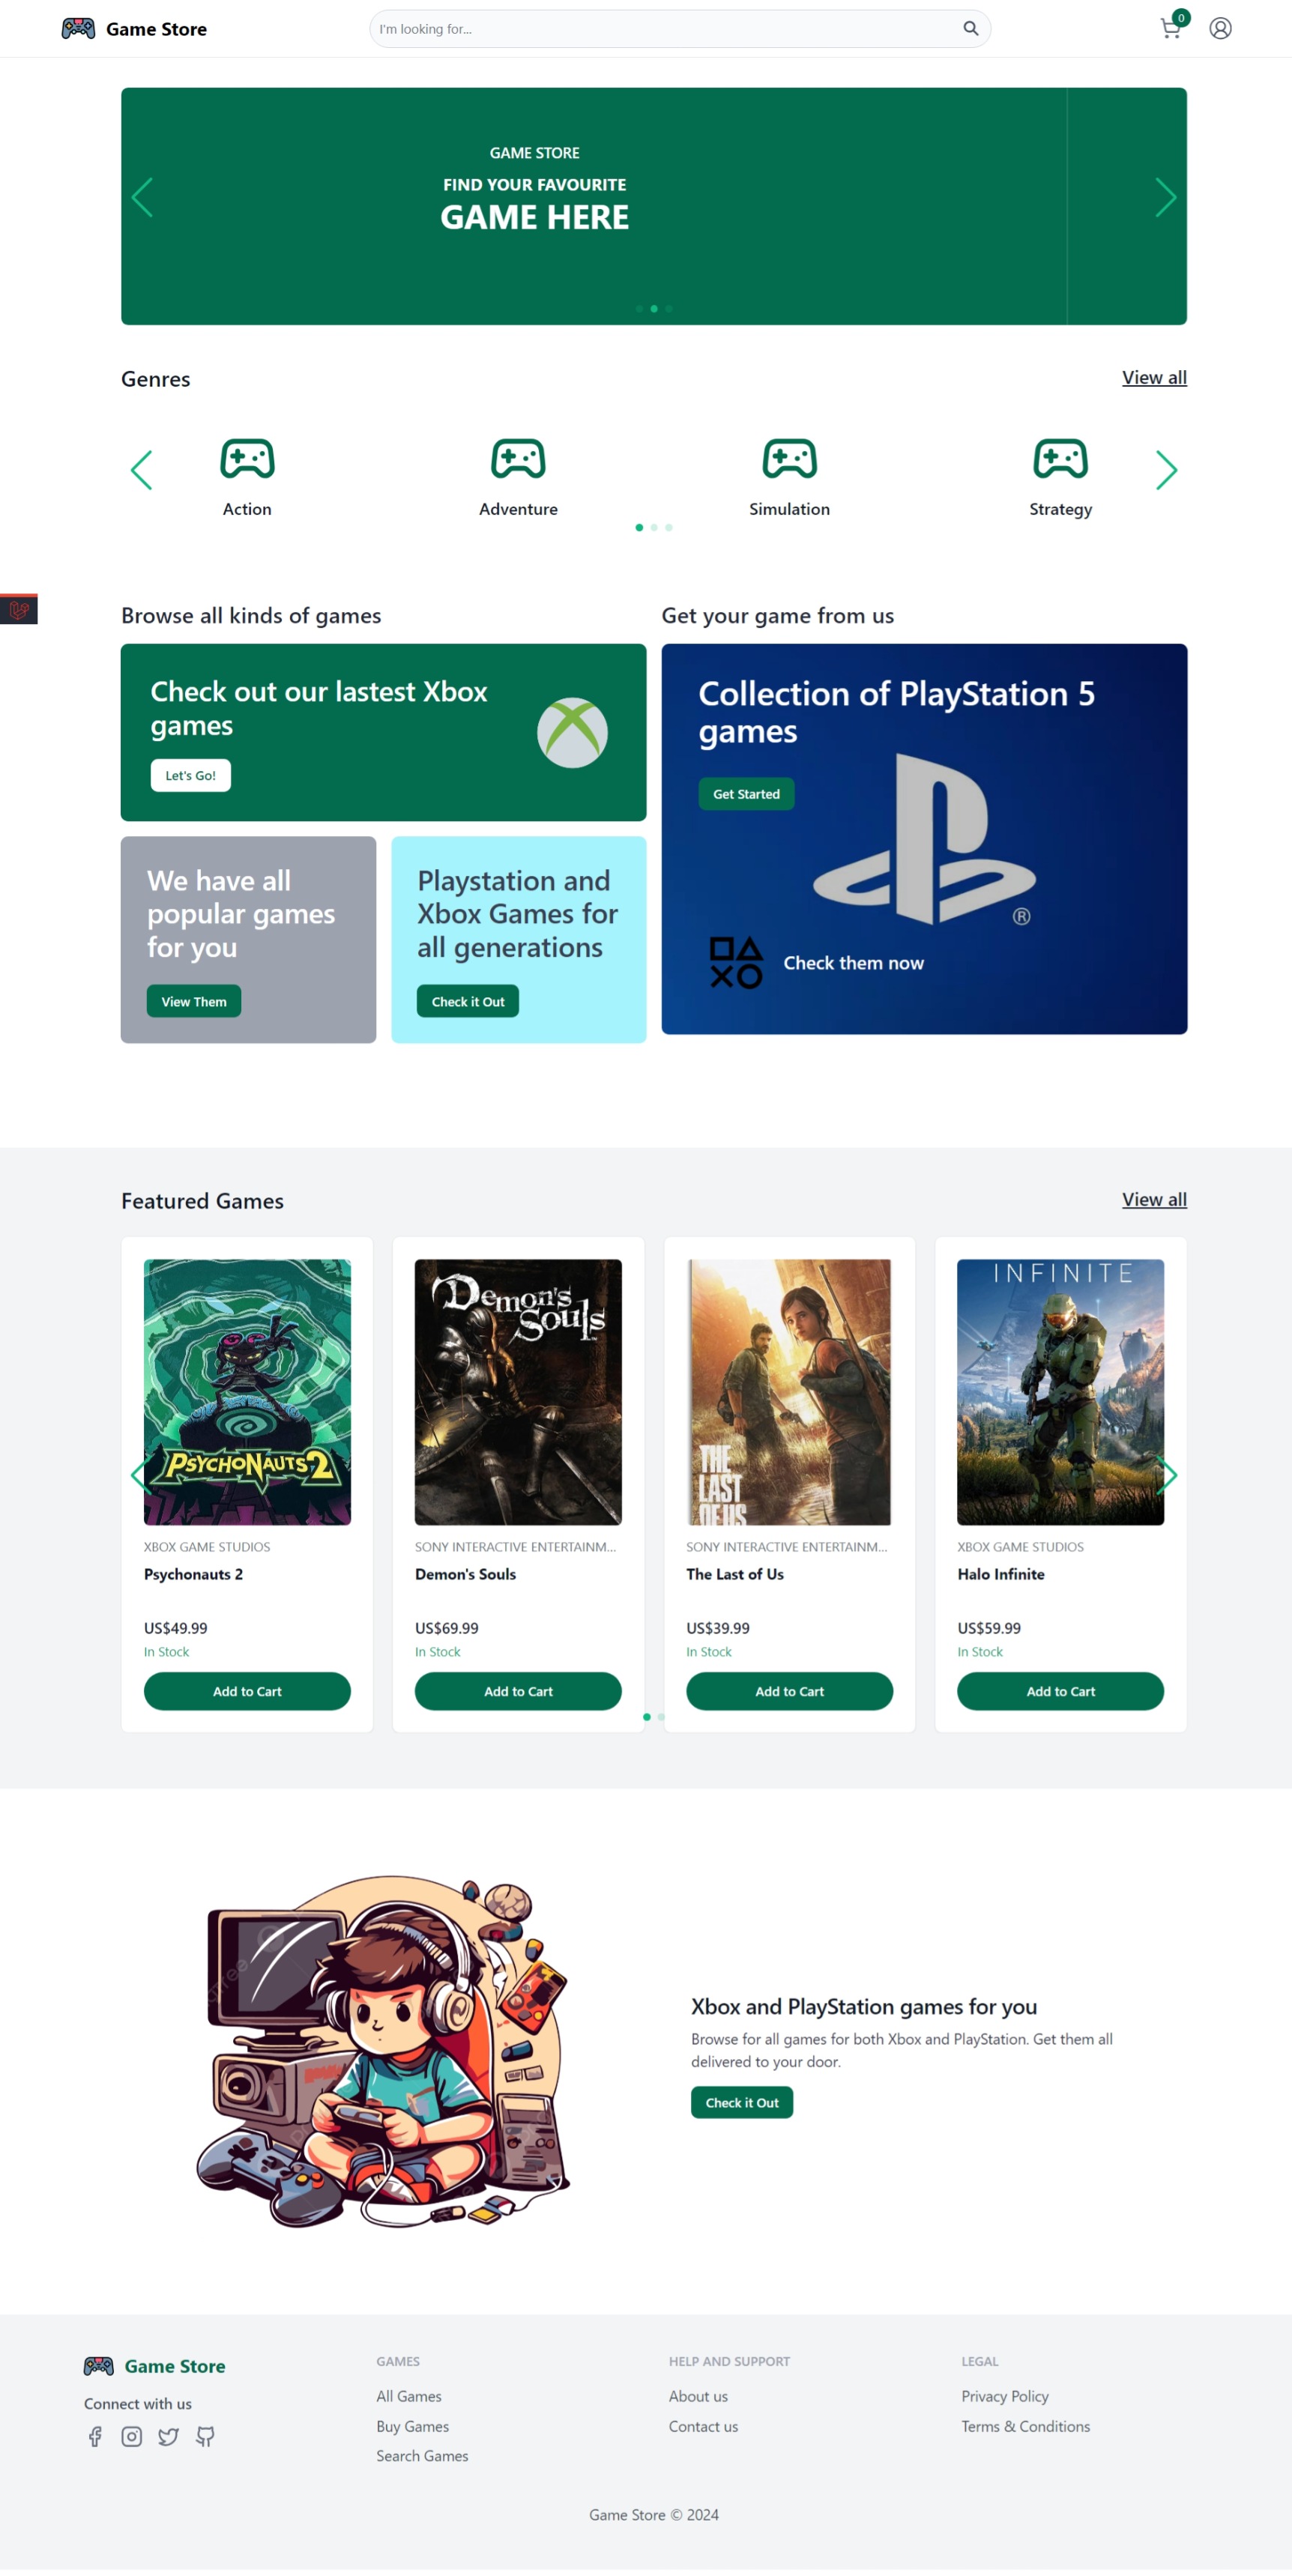 Game Store
I'm looking for...
0
GAME STORE
FIND YOUR FAVOURITE
GAME HERE
Genres
View all
Action
Adventure
Simulation
Strategy
Browse all kinds of games
Get your game from us
Check out our lastest Xbox
games
Let's Go!
Collection of PlayStation 5
games
Get Started
We have all
popular games
for you
View Them
Playstation and
Xbox Games for
all generations
Check it Out
®
Check them now
Featured Games
View all
PSYCHONAUTS 2
Demon's
Souls
THE
LAST
OF US
INFINITE
XBOX GAME STUDIOS
Psychonauts 2
US$49.99
In Stock
Add to Cart
SONY INTERACTIVE ENTERTAINM...
Demon's Souls
US$69.99
In Stock
Add to Cart
SONY INTERACTIVE ENTERTAINM...
The Last of Us
US$39.99
In Stock
Add to Cart
XBOX GAME STUDIOS
Halo Infinite
US$59.99
In Stock
Add to Cart
Xbox and PlayStation games for you
Browse for all games for both Xbox and PlayStation. Get them all
delivered to your door.
Check it Out
Game Store
Connect with us
GAMES
All Games
Buy Games
Search Games
HELP AND SUPPORT
About us
Contact us
LEGAL
Privacy Policy
Terms & Conditions
Game Store © 2024